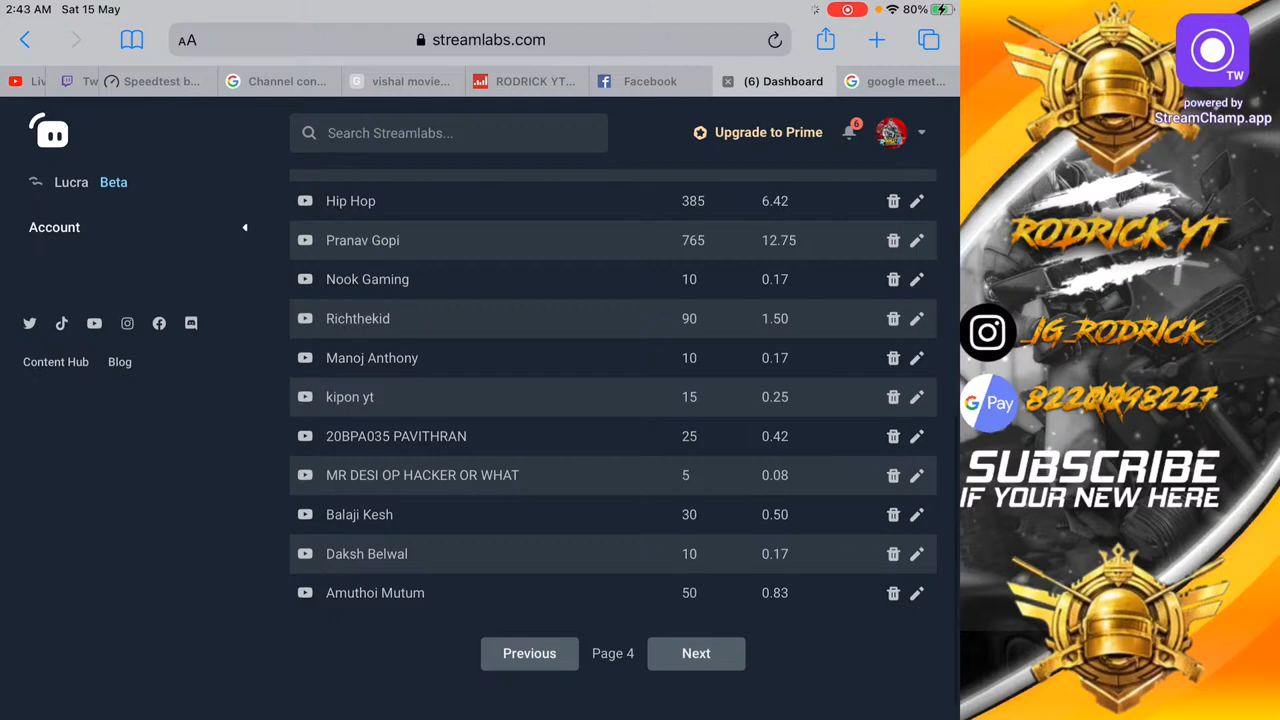 2:43 AM Sat 15 May
80%
AA
streamlabs.com
Liv
Tw
Speedtest b...
Channel con...
vishal movie...
RODRICK YT...
Facebook
(6) Dashboard
google meet...
TW
powered by
StreamChamp.app
Search Streamlabs...
Upgrade to Prime
6
Lucra Beta
Account
Content Hub Blog
Hip Hop 385 6.42
Pranav Gopi 765 12.75
Nook Gaming 10 0.17
Richthekid 90 1.50
Manoj Anthony 10 0.17
kipon yt 15 0.25
20BPA035 PAVITHRAN 25 0.42
MR DESI OP HACKER OR WHAT 5 0.08
Balaji Kesh 30 0.50
Daksh Belwal 10 0.17
Amuthoi Mutum 50 0.83
Previous Page 4 Next
RODRICK YT
_IG_RODRICK_
G Pay 8220098227
SUBSCRIBE
IF YOUR NEW HERE